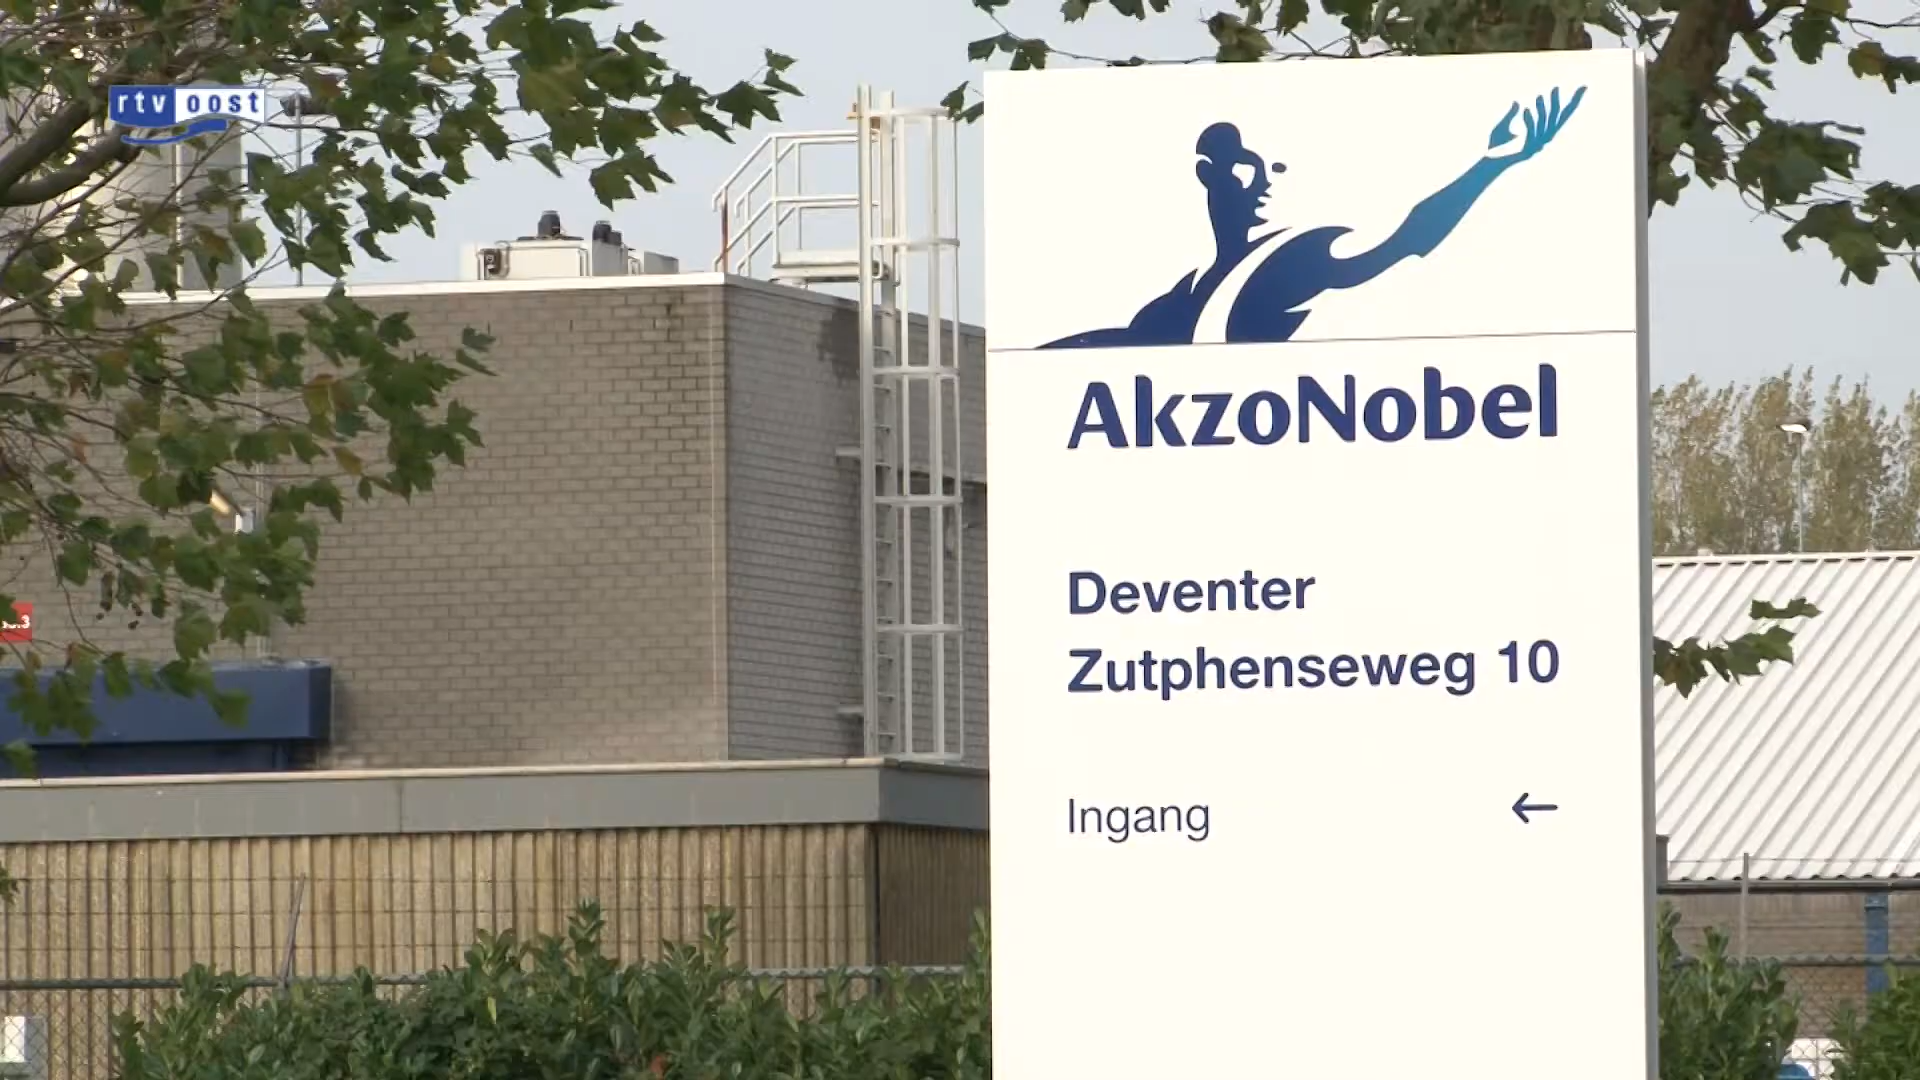 rtv oost
AkzoNobel
Deventer
Zutphenseweg 10
Ingang ←